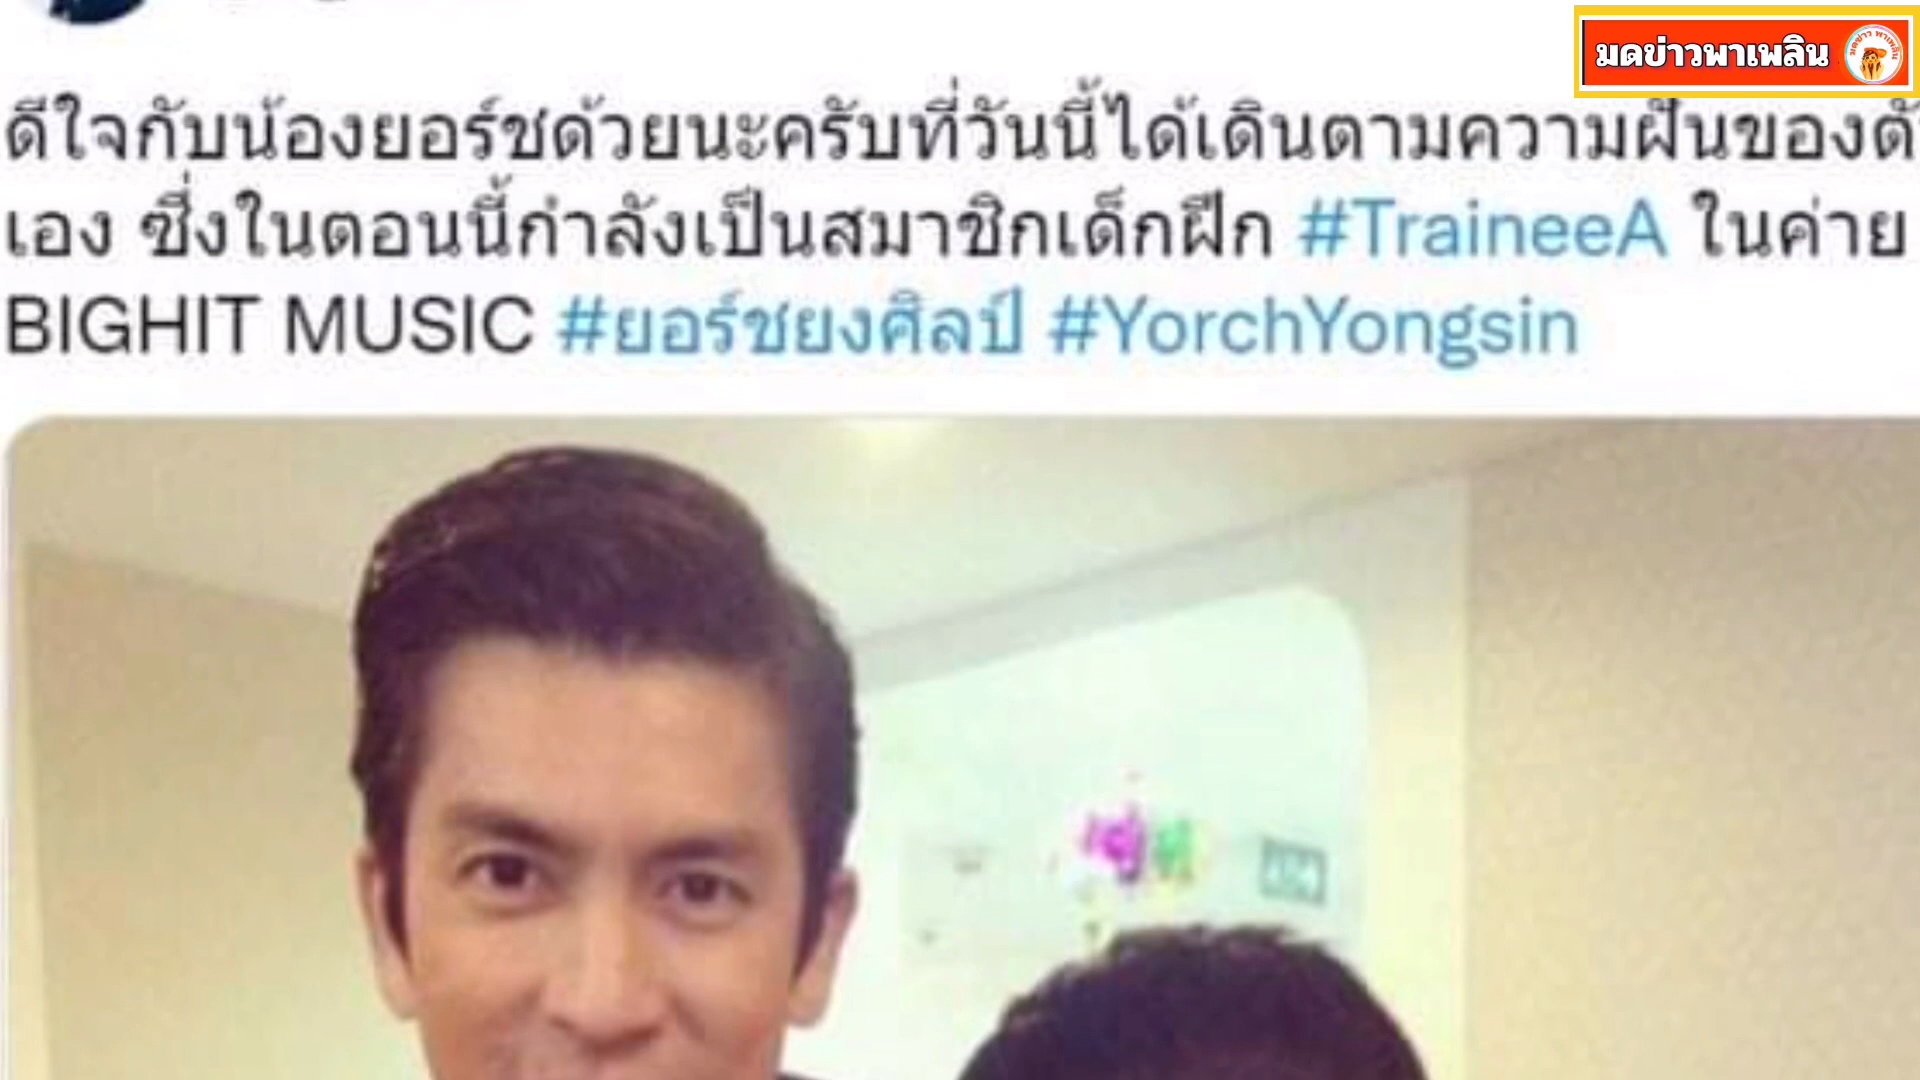 มดข่าวพาเพลิน
ดีใจกับน้องยอร์ชด้วยนะครับที่วันนี้ได้เดินตามความฝันของตัว
เอง ซึ่งในตอนนี้กำลังเป็นสมาชิกเด็กฝึก #TraineeA ในค่าย
BIGHIT MUSIC #ยอร์ชยงศิลป์ #YorchYongsin